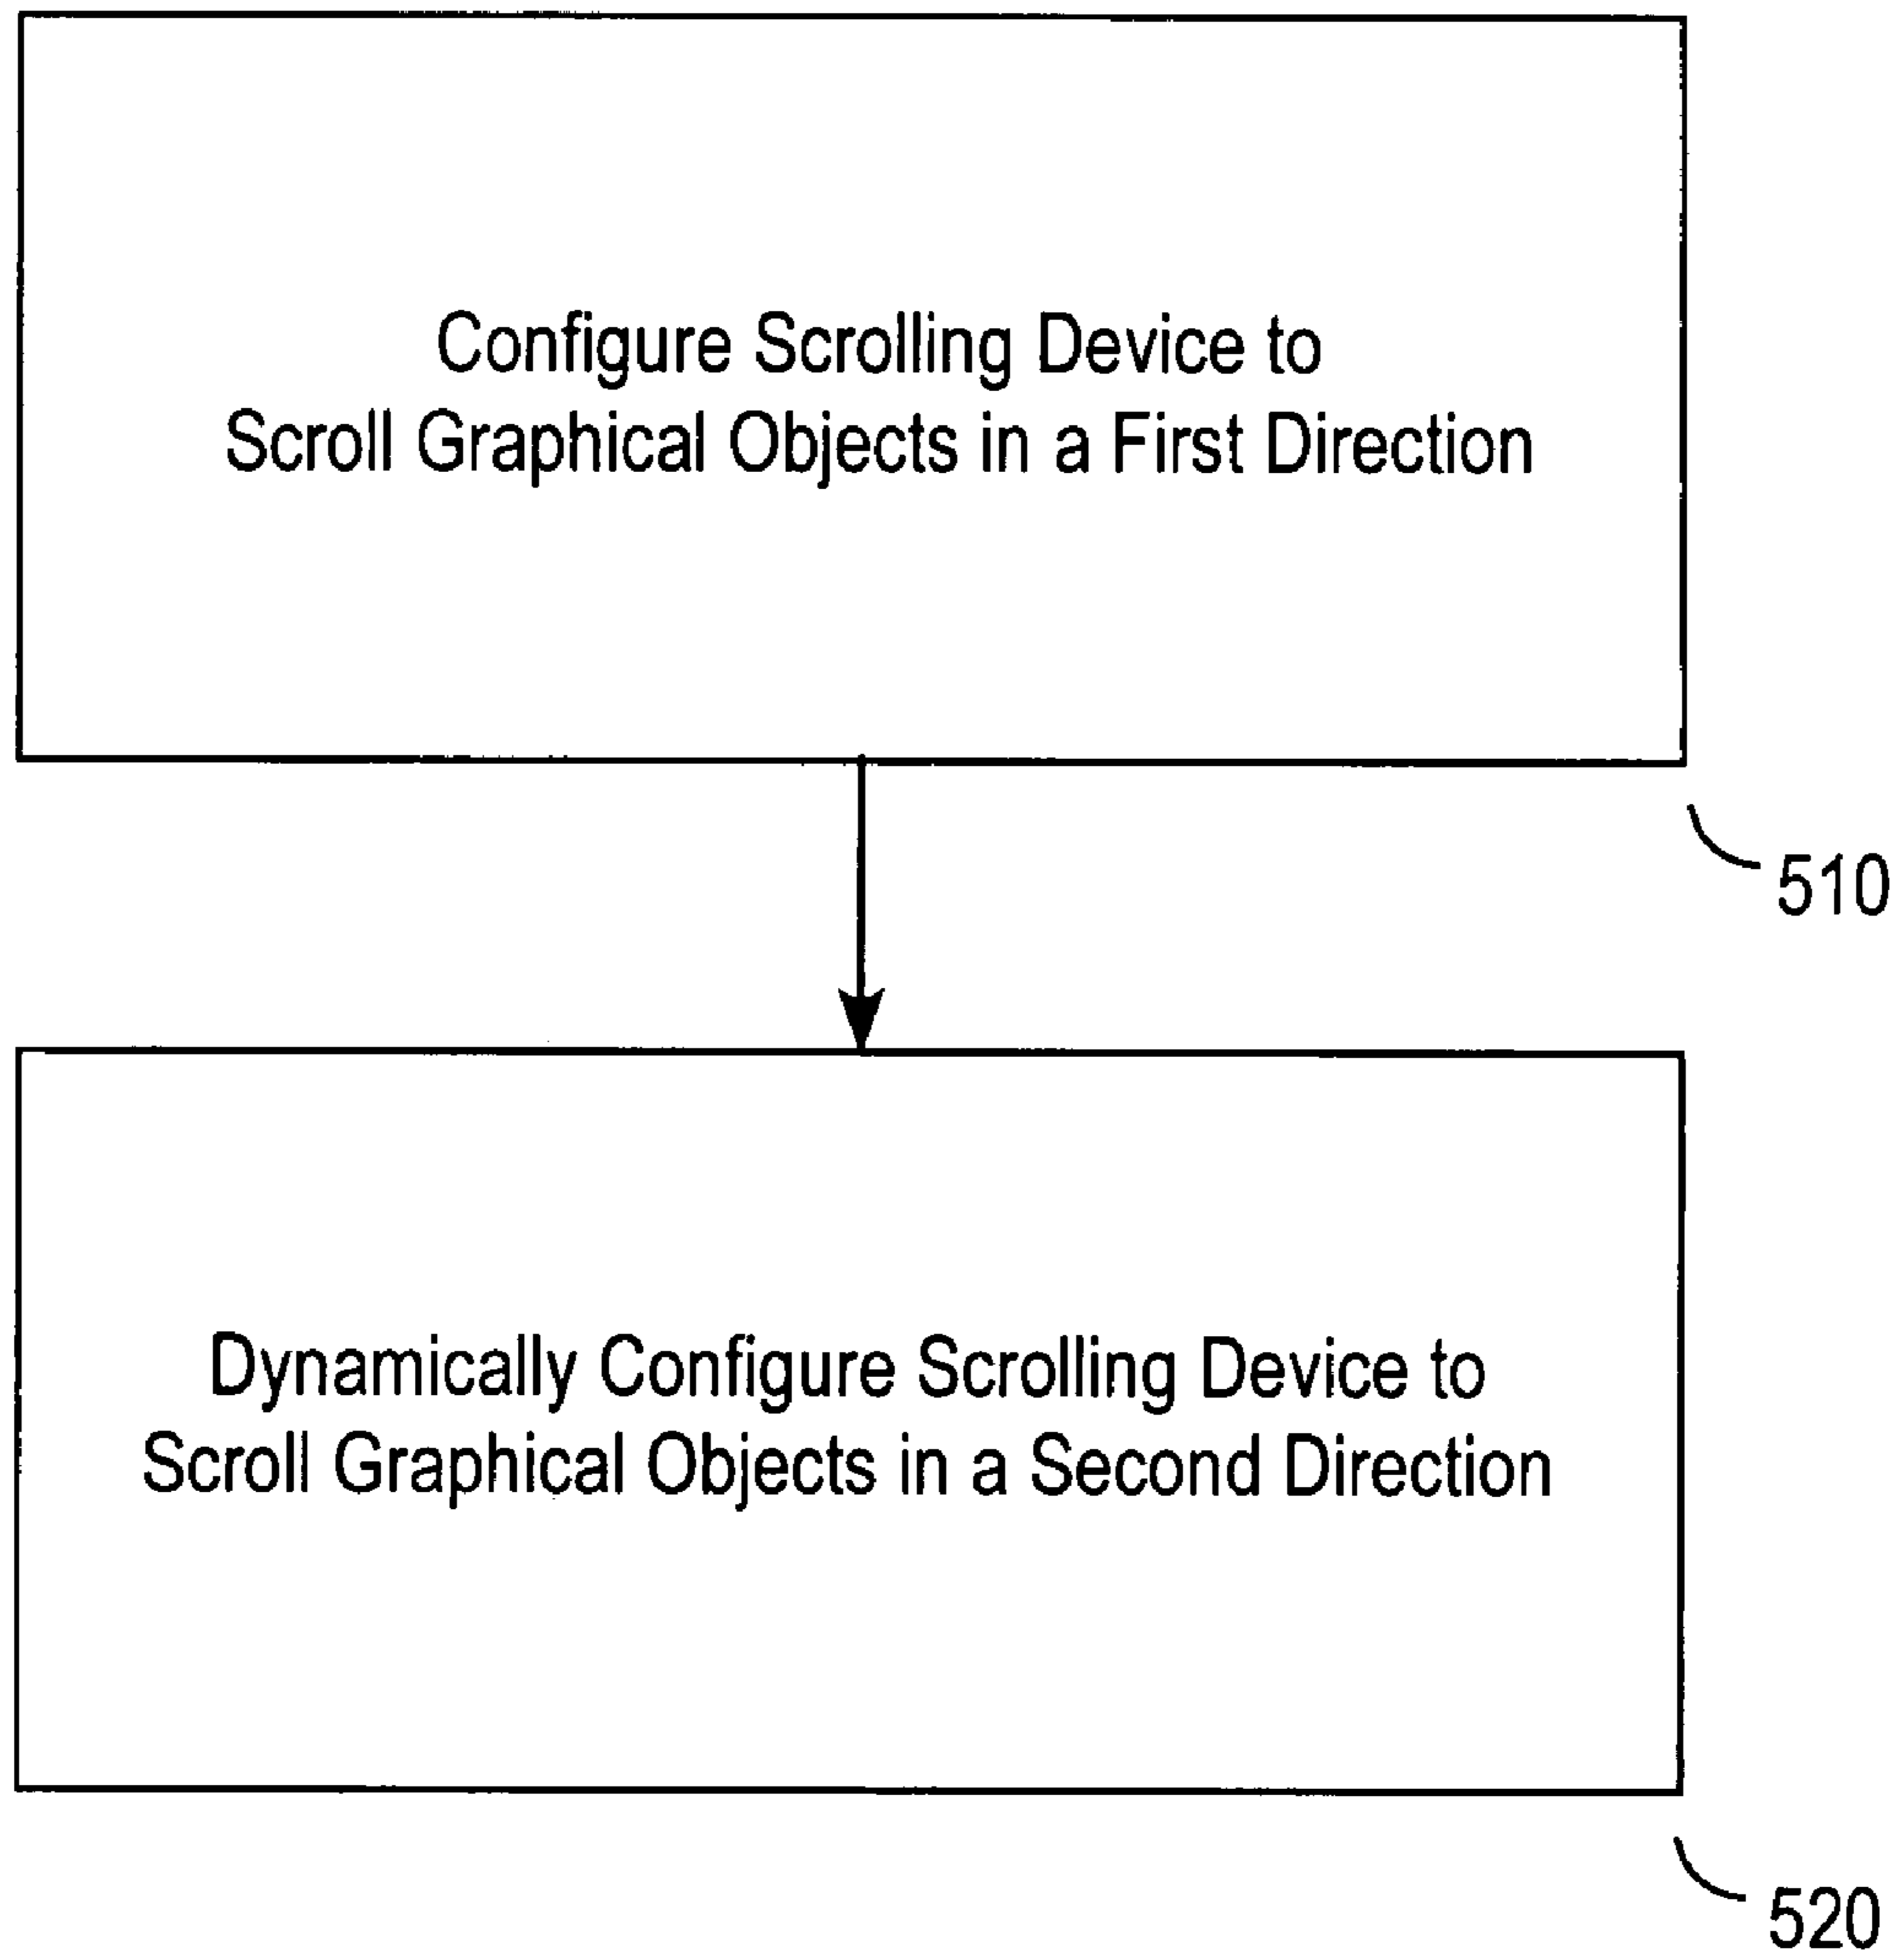 Configure Scrolling Device to
Scroll Graphical Objects in a First Direction
510
Dynamically Configure Scrolling Device to
Scroll Graphical Objects in a Second Direction
520